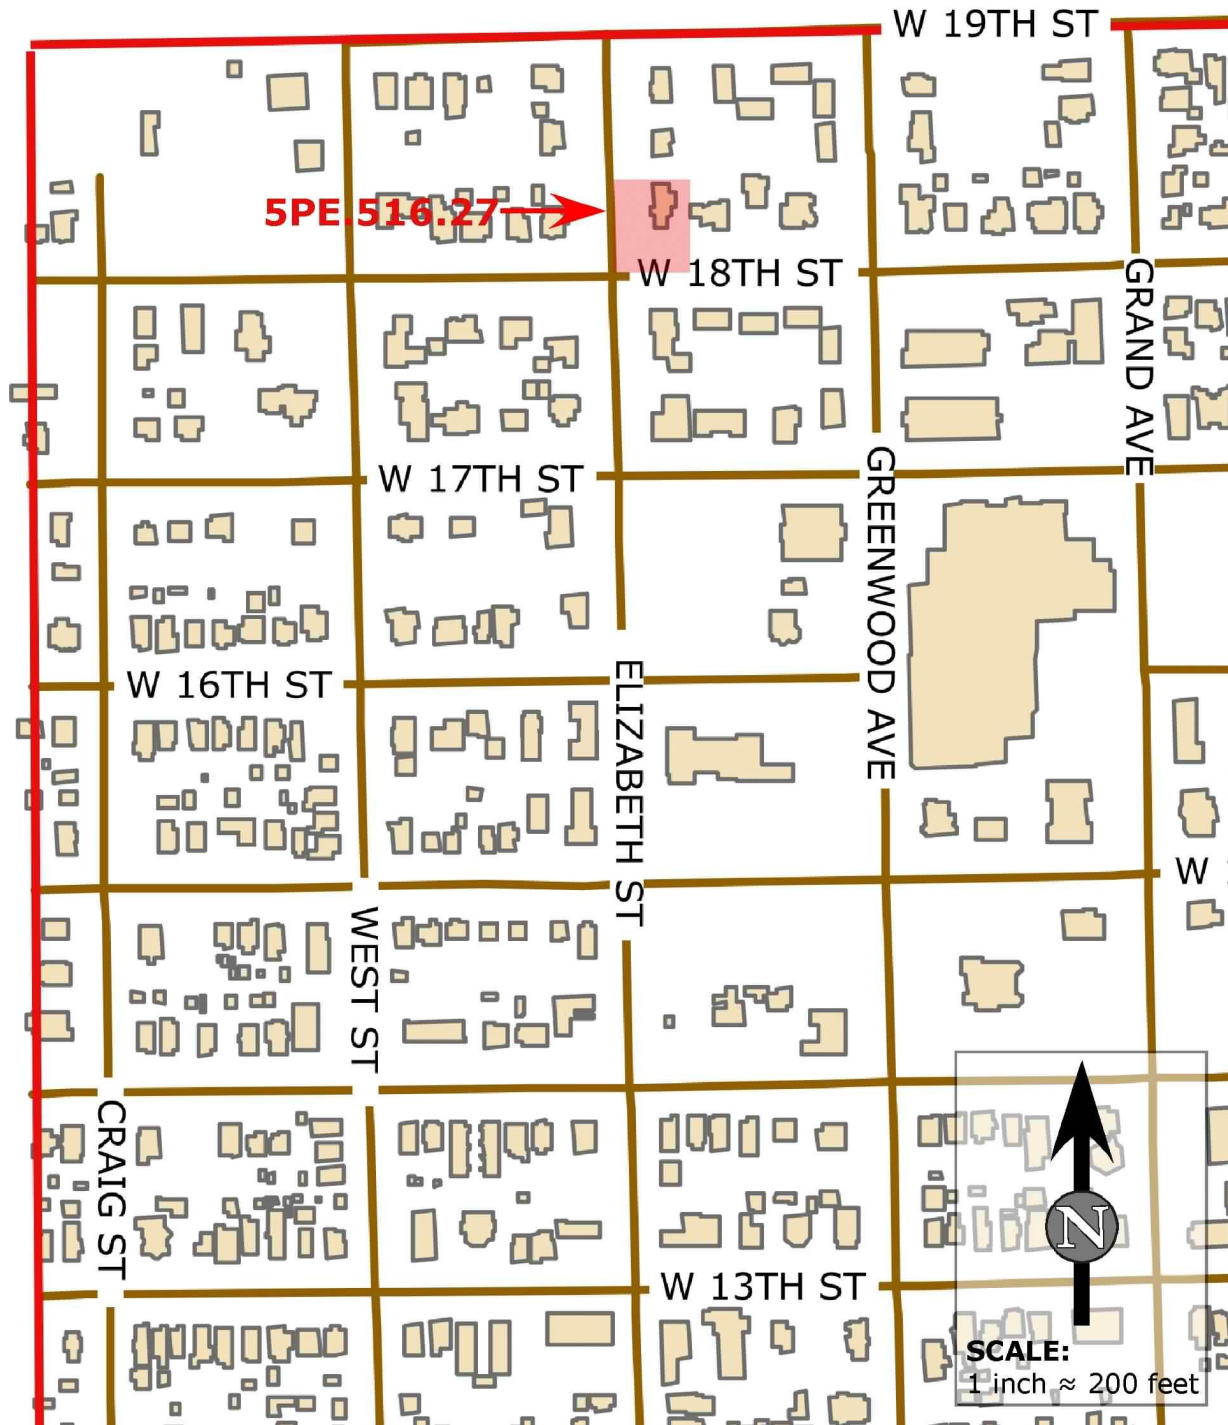 W 19TH ST
5PE.516.27
W 18TH ST
GRAND AVE
W 17TH ST
GREENWOOD AVE
W 16TH ST
ELIZABETH ST
W
WEST ST
CRAIG ST
N
W 13TH ST
SCALE:
1 inch ≈ 200 feet